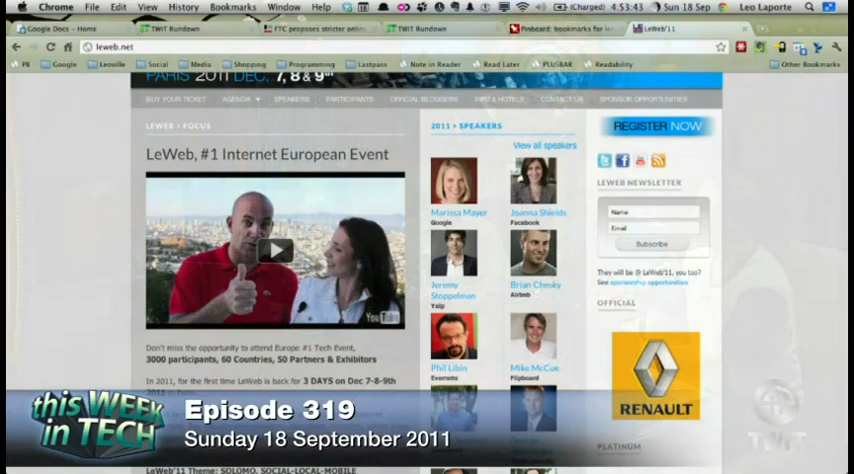 Chrome File Edit View History Bookmarks Window Help (Charged) 4:53:43 Sun 18 Sep Leo Laporte
Google Docs - Home TWiT Rundown FTC proposes stricter online TWiT Rundown Pinboard: bookmarks for LeWeb'11
leweb.net
PB Google Leoville Social Media Shopping Programming Lastpass Note in Reader Read Later PLUSBAR Readability Other Bookmarks
PARIS 2011 DEC. 7, 8 & 9th
BUY YOUR TICKET AGENDA SPEAKERS PARTICIPANTS OFFICIAL BLOGGERS CONTACT US SPONSOR OPPORTUNITIES
LEWEB > FOCUS
LeWeb, #1 Internet European Event
YouTube
Don't miss the opportunity to attend Europe #1 Tech Event,
3000 participants, 60 Countries, 50 Partners & Exhibitors
In 2011, for the first time LeWeb is back for 3 DAYS on Dec 7-8-9th
LeWeb'11 Theme: SOLOMO, SOCIAL-LOCAL-MOBILE
2011 > SPEAKERS
View all speakers
Marissa Mayer
Google
Joanna Shields
Facebook
Jeremy
Stoppelman
Yelp
Brian Chesky
Airbnb
Phil Libin
Evernote
Mike McCue
Flipboard
REGISTER NOW
LEWEB NEWSLETTER
Name
Email
Subscribe
They will be @ LeWeb'11, you too?
See sponsorship opportunities
OFFICIAL
RENAULT
PLATINUM
this WEEK
in TECH
Episode 319
Sunday 18 September 2011
TWiT